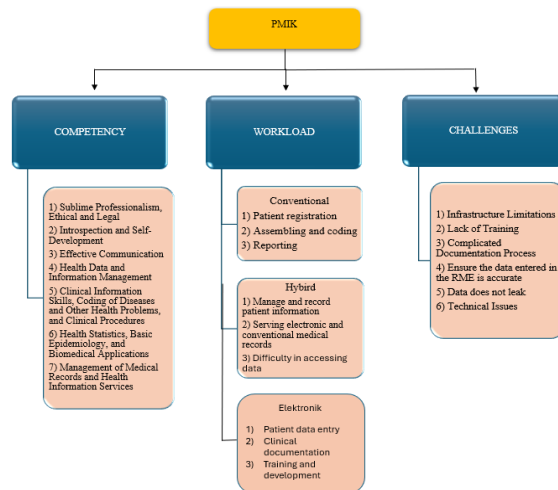 PMIK
COMPETENCY
1) Sublime Professionalism,
Ethical and Legal
2) Introspection and Self-
Development
3) Effective Communication
4) Health Data and
Information Management
5) Clinical Information
Skills, Coding of Diseases
and Other Health Problems,
and Clinical Procedures
6) Health Statistics, Basic
Epidemiology, and
Biomedical Applications
7) Management of Medical
Records and Health
Information Services
WORKLOAD
Conventional
1) Patient registration
2) Assembling and coding
3) Reporting
Hybird
1) Manage and record
patient information
2) Serving electronic and
conventional medical
records
3) Difficulty in accessing
data
Elektronik
1) Patient data entry
2) Clinical
documentation
3) Training and
development
CHALLENGES
1) Infrastructure Limitations
2) Lack of Training
3) Complicated
Documentation Process
4) Ensure the data entered in
the RME is accurate
5) Data does not leak
6) Technical Issues